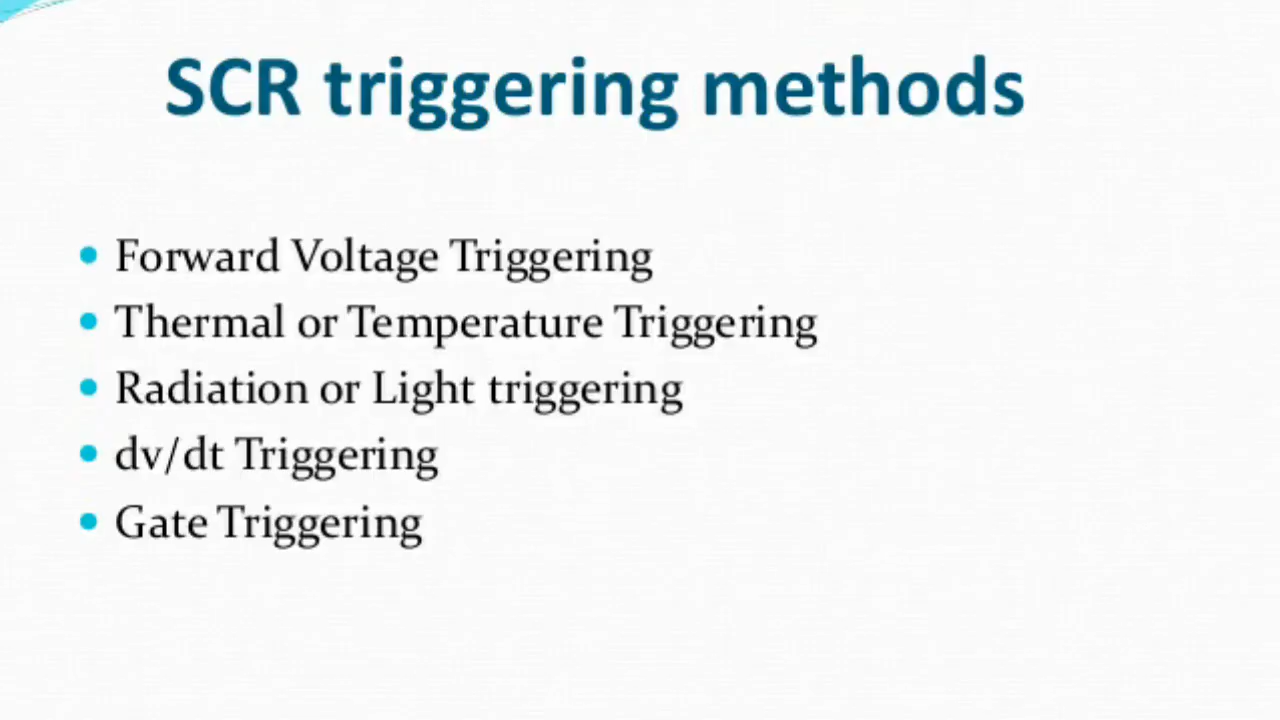 SCR triggering methods
• Forward Voltage Triggering
• Thermal or Temperature Triggering
• Radiation or Light triggering
• dv/dt Triggering
• Gate Triggering